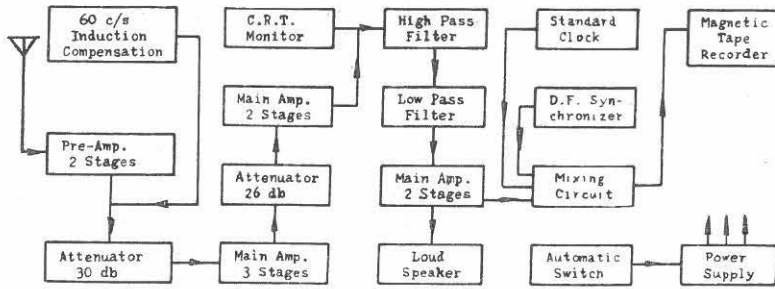 60 c/s
Induction
Compensation
C.R.T.
Monitor
High Pass
Filter
Standard
Clock
Magnetic
Tape
Recorder
Main Amp.
2 Stages
Low Pass
Filter
D.F. Syn-
chronizer
Pre-Amp.
2 Stages
Attenuator
26 db
Main Amp.
2 Stages
Mixing
Circuit
Attenuator
30 db
Main Amp.
3 Stages
Loud
Speaker
Automatic
Switch
Power
Supply